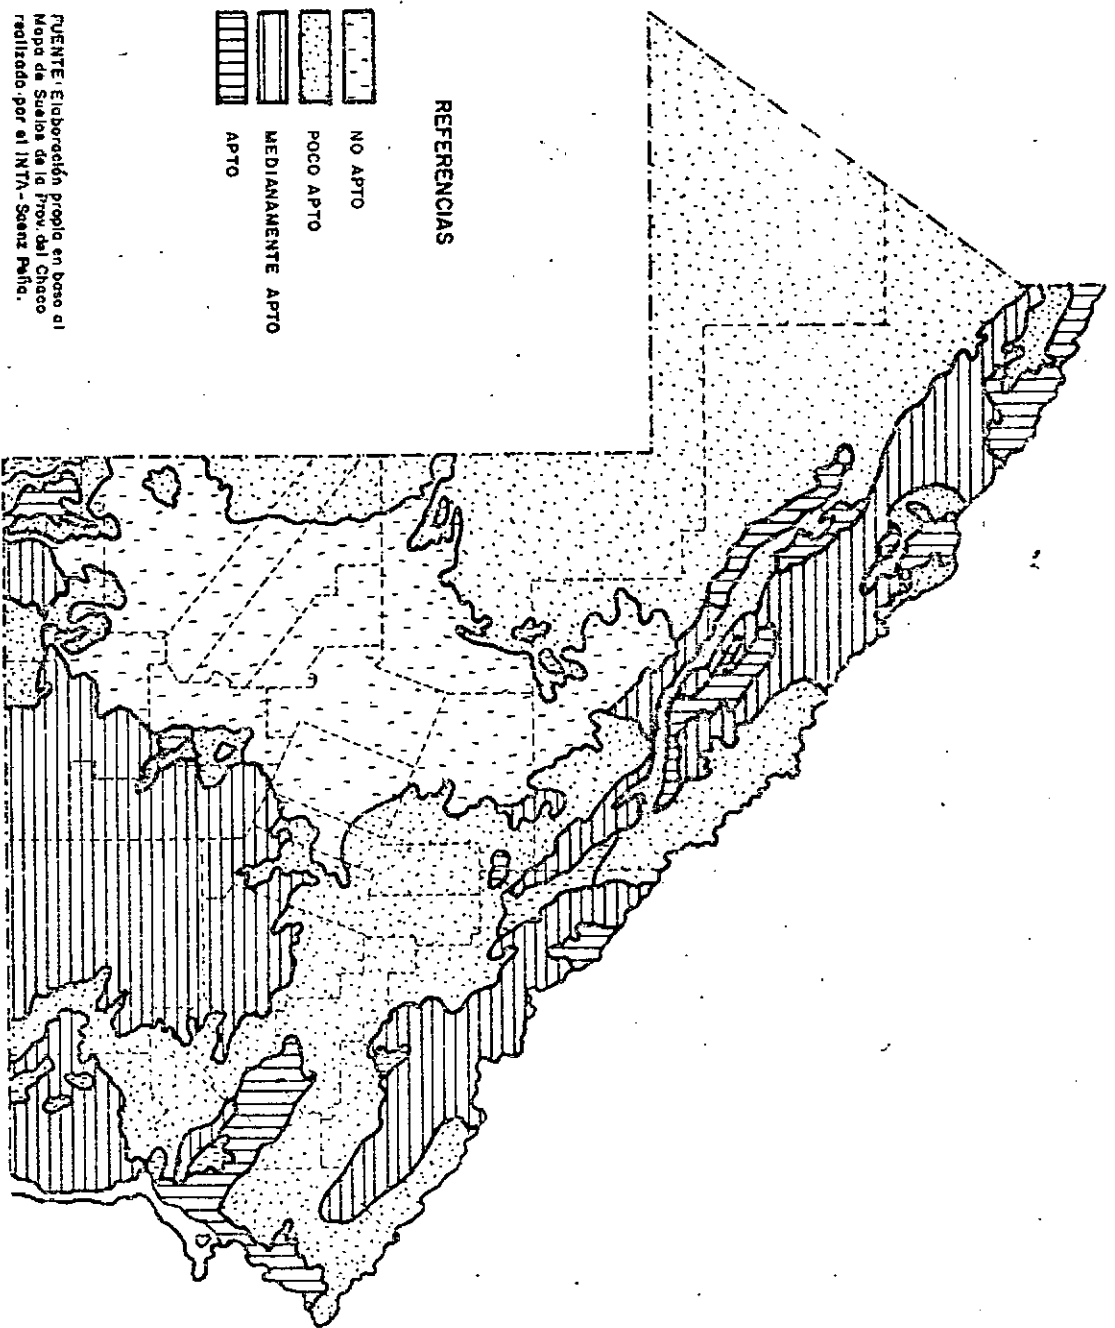 REFERENCIAS
NO APTO
POCO APTO
MEDIANAMENTE APTO
APTO
FUENTE: Elaboración propia en baso al
Mapa de Suelos de la Prov. del Chaco
realizado por el INTA - Saenz Peña.